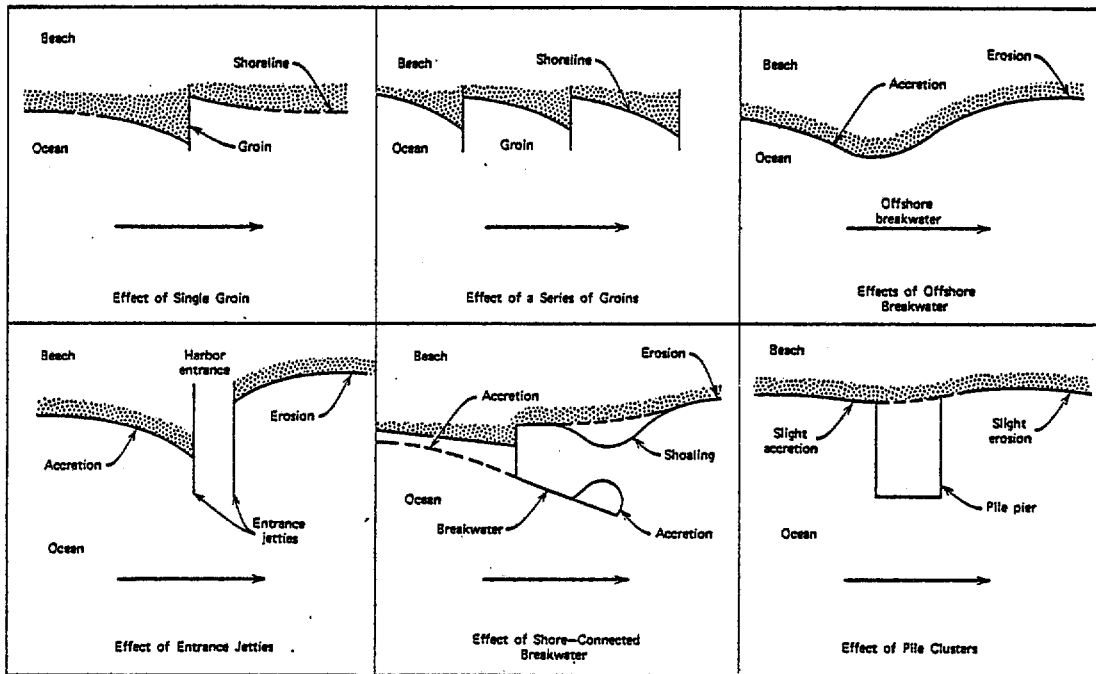 Beach
Shoreline
Ocean
Groin
Effect of Single Groin
Beach
Shoreline
Ocean
Groin
Effect of a Series of Groins
Beach
Erosion
Accretion
Ocean
Offshore
breakwater
Effects of Offshore
Breakwater
Beach
Harbor
entrance
Erosion
Accretion
Entrance
jetties
Ocean
Effect of Entrance Jetties
Beach
Erosion
Accretion
Shoaling
Ocean
Breakwater
Accretion
Effect of Shore-Connected
Breakwater
Beach
Slight
accretion
Slight
erosion
Pile pier
Ocean
Effect of Pile Clusters